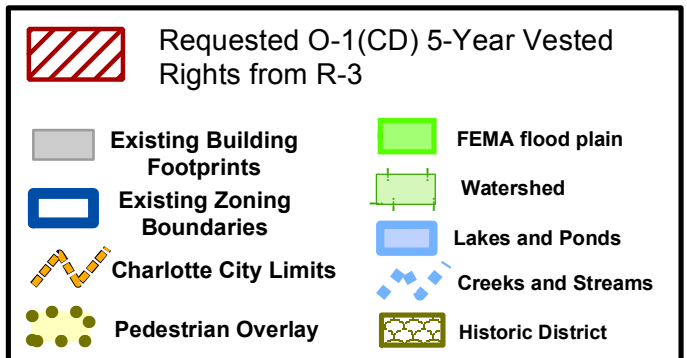 Requested O-1(CD) 5-Year Vested
Rights from R-3
Existing Building
Footprints
Existing Zoning
Boundaries
Charlotte City Limits
Pedestrian Overlay
FEMA flood plain
Watershed
Lakes and Ponds
Creeks and Streams
Historic District